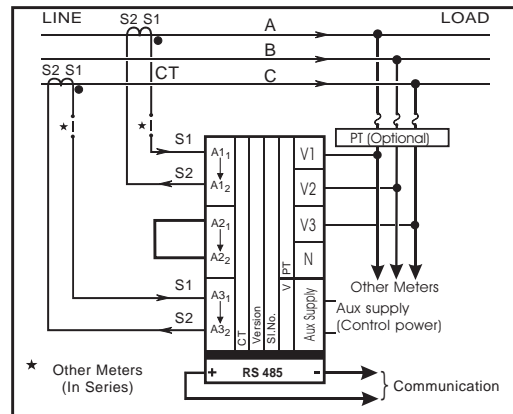 LINE A LOAD
S2 S1
B
S2 S1 CT C
★ ★
PT (Optional)
S1
A1₁ V1
S2
A1₂
V2
A2₁
V3
A2₂
N
PT
V
S1
A3₁
S2
A3₂
CT
Version
Sl.No.
Aux Supply
Other Meters
Aux supply
(Control power)
★ Other Meters
(In Series)
+ RS 485 -
Communication